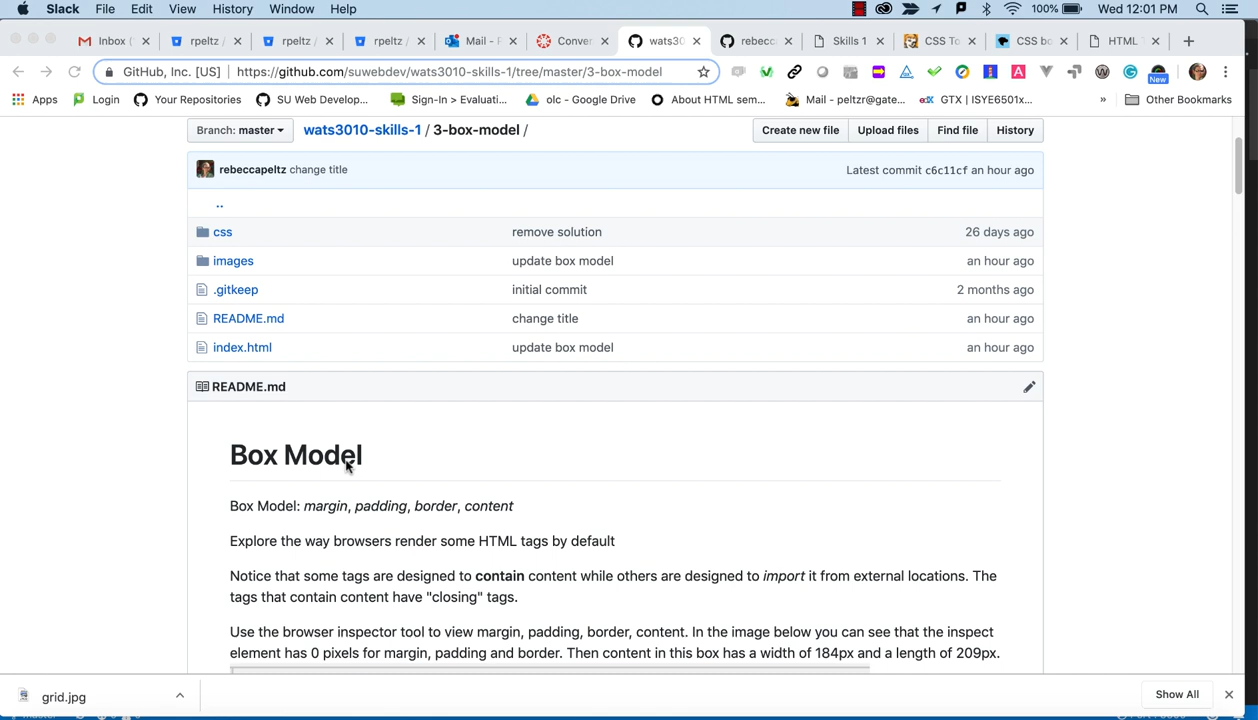 Slack File Edit View History Window Help 100% Wed 12:01 PM
Inbox ( rpeltz / rpeltz / rpeltz / Mail - F Conver wats30 rebecc Skills 1 CSS To CSS bo HTML
GitHub, Inc. [US] https://github.com/suwebdev/wats3010-skills-1/tree/master/3-box-model New
Apps Login Your Repositories SU Web Develop... Sign-In > Evaluati... olc - Google Drive About HTML sem... Mail - peltzr@gate... edX GTX | ISYE6501x... » Other Bookmarks
Branch: master wats3010-skills-1 / 3-box-model / Create new file Upload files Find file History
rebeccapeltz change title Latest commit c6c11cf an hour ago
..
css remove solution 26 days ago
images update box model an hour ago
.gitkeep initial commit 2 months ago
README.md change title an hour ago
index.html update box model an hour ago
README.md
Box Model
Box Model: margin, padding, border, content
Explore the way browsers render some HTML tags by default
Notice that some tags are designed to contain content while others are designed to import it from external locations. The
tags that contain content have "closing" tags.
Use the browser inspector tool to view margin, padding, border, content. In the image below you can see that the inspect
element has 0 pixels for margin, padding and border. Then content in this box has a width of 184px and a length of 209px.
grid.jpg Show All